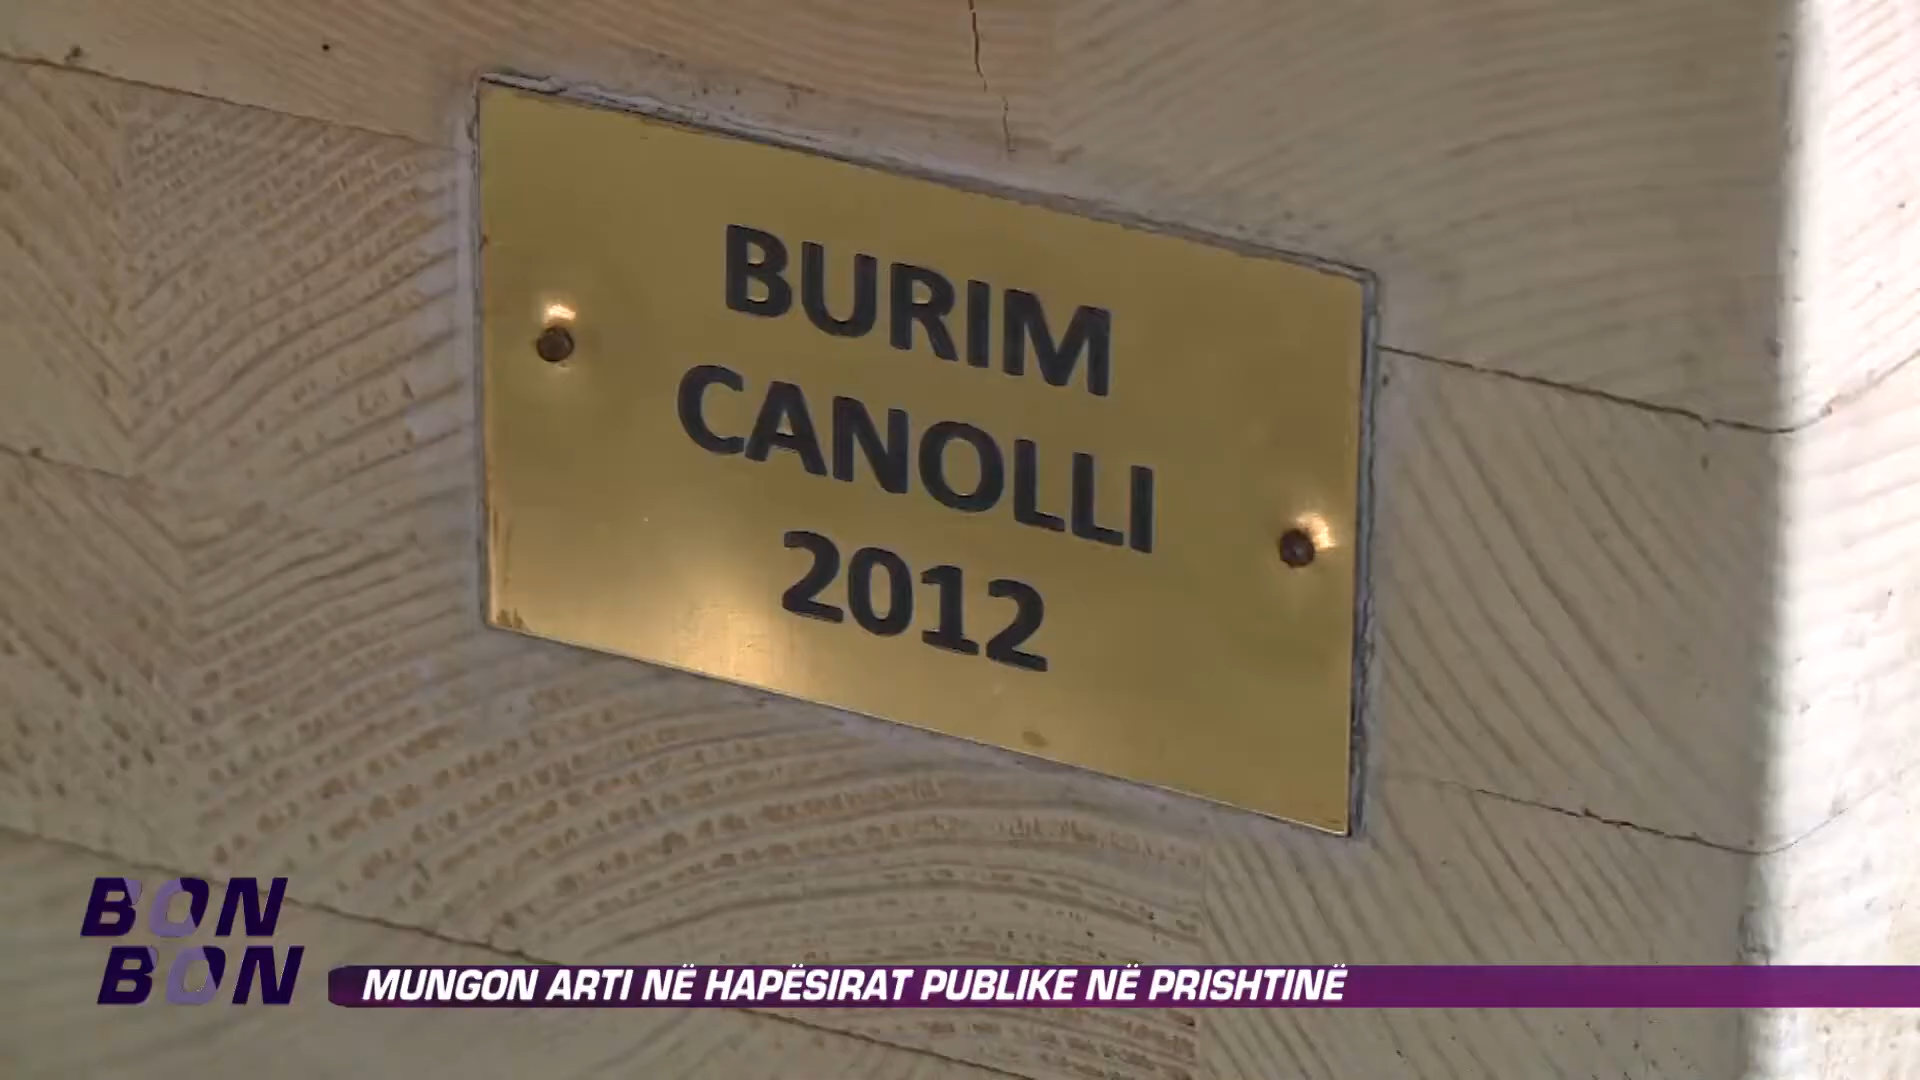 BURIM
CANOLLI
2012
BON
BON
MUNGON ARTI NË HAPËSIRAT PUBLIKE NË PRISHTINË